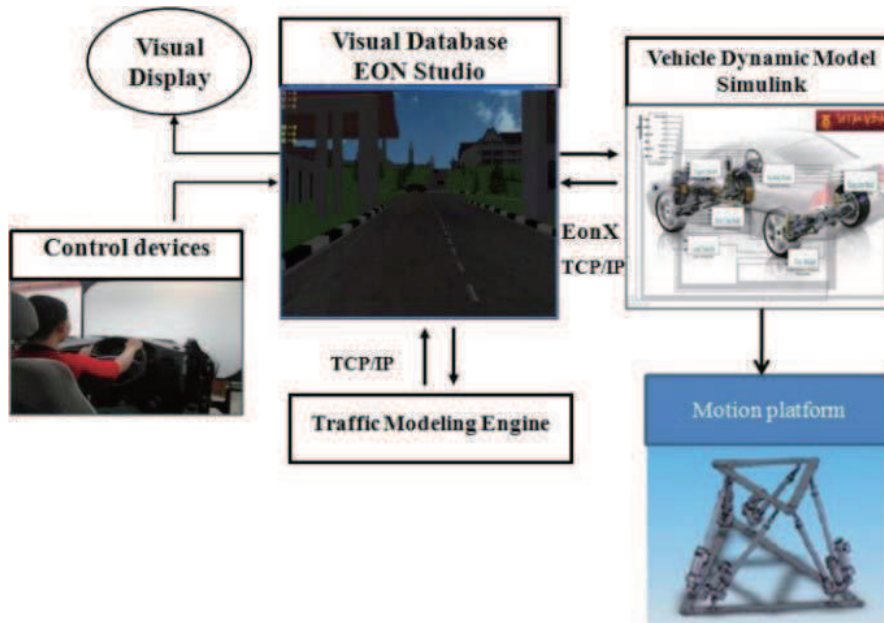 Visual
Display
Visual Database
EON Studio
Vehicle Dynamic Model
Simulink
Control devices
EonX
TCP/IP
TCP/IP
Traffic Modeling Engine
Motion platform